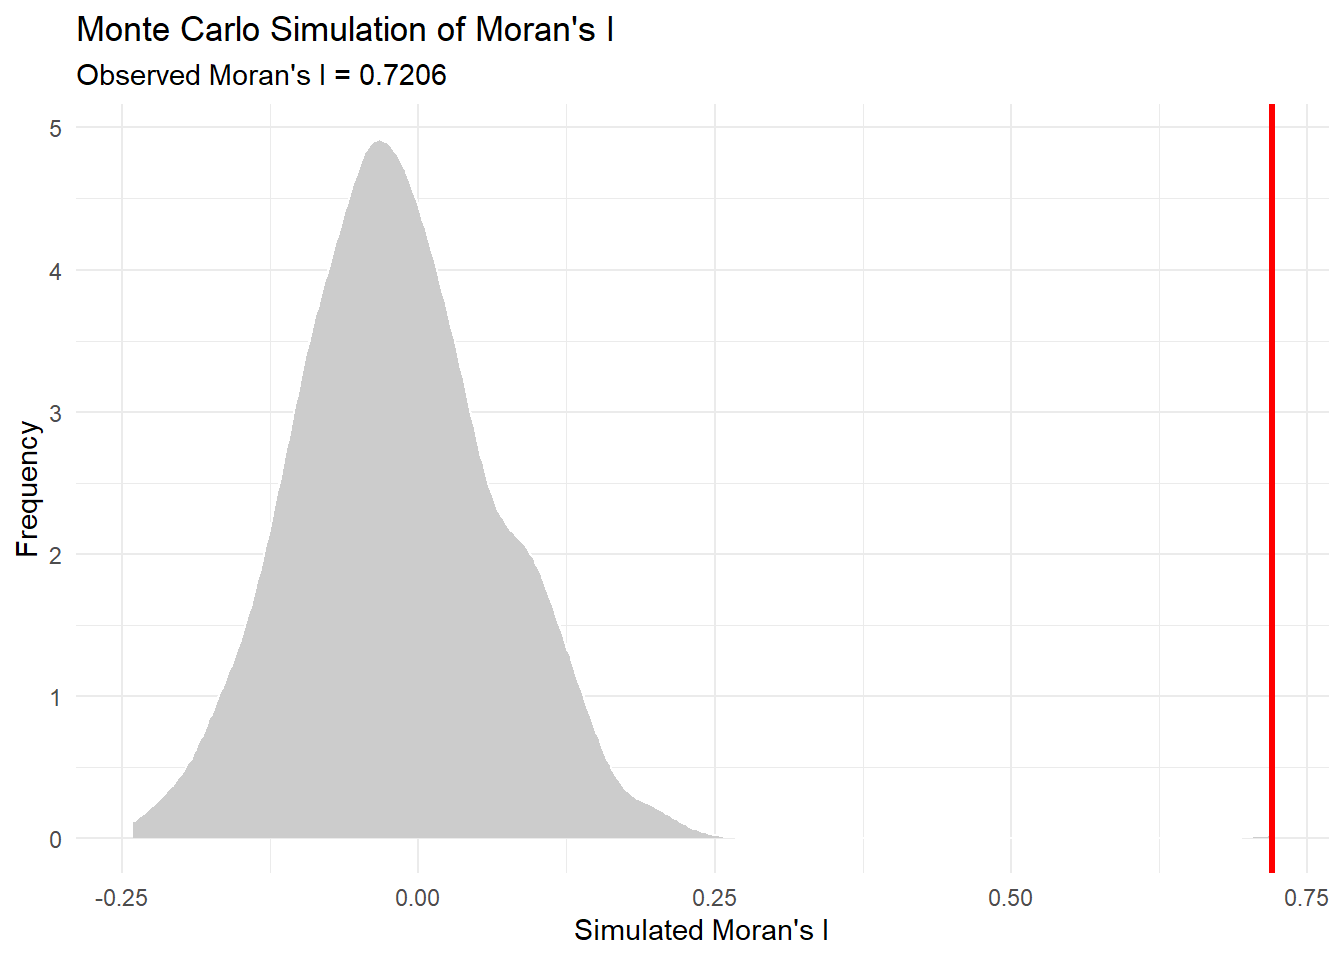 Monte Carlo Simulation of Moran's I
Observed Moran's I = 0.7206
5
4
3
2
1
0
Frequency
-0.25 0.00 0.25 0.50 0.75
Simulated Moran's I